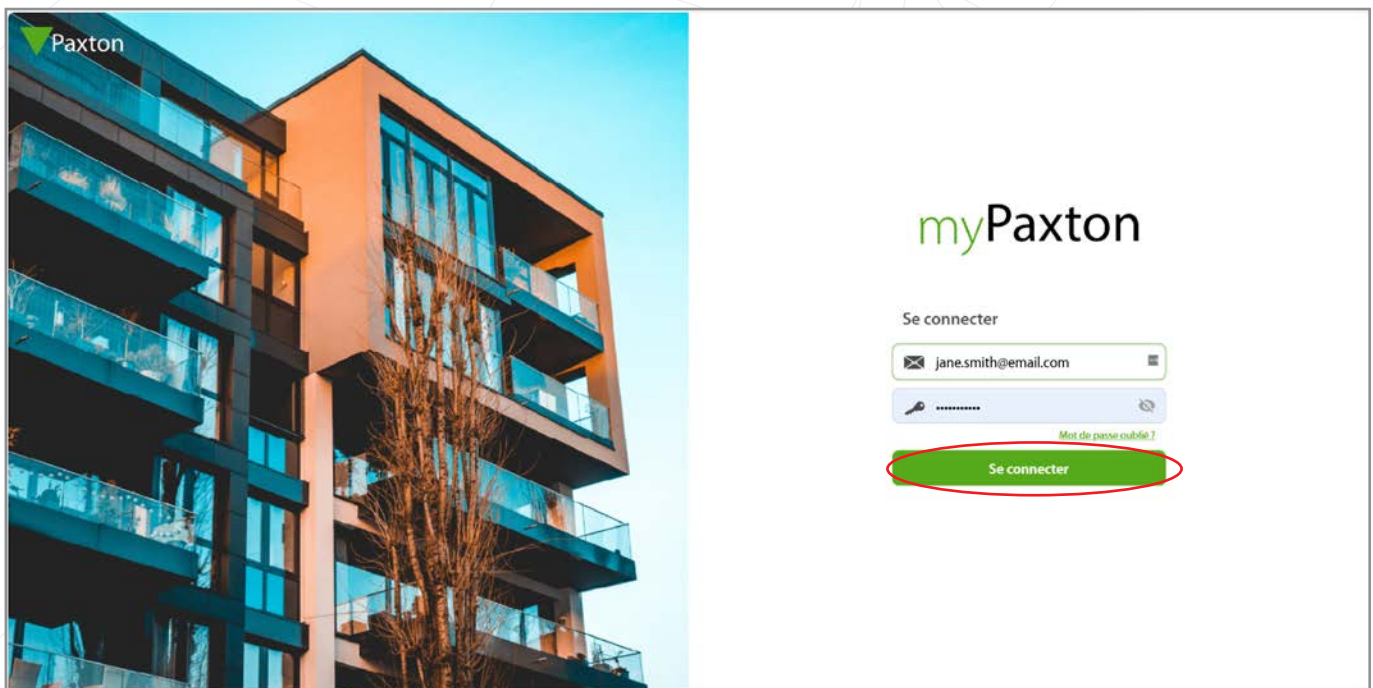 Paxton
myPaxton
Se connecter
jane.smith@email.com
•••••••••••
Mot de passe oublié ?
Se connecter